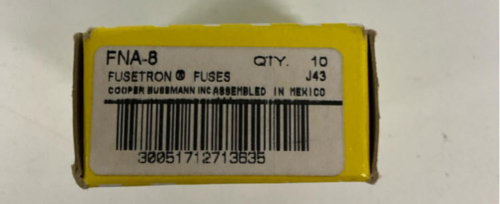 FNA-8 QTY. 10
FUSETRON® FUSES J43
COOPER BUSSMANN INC ASSEMBLED IN MEXICO
30051712713635